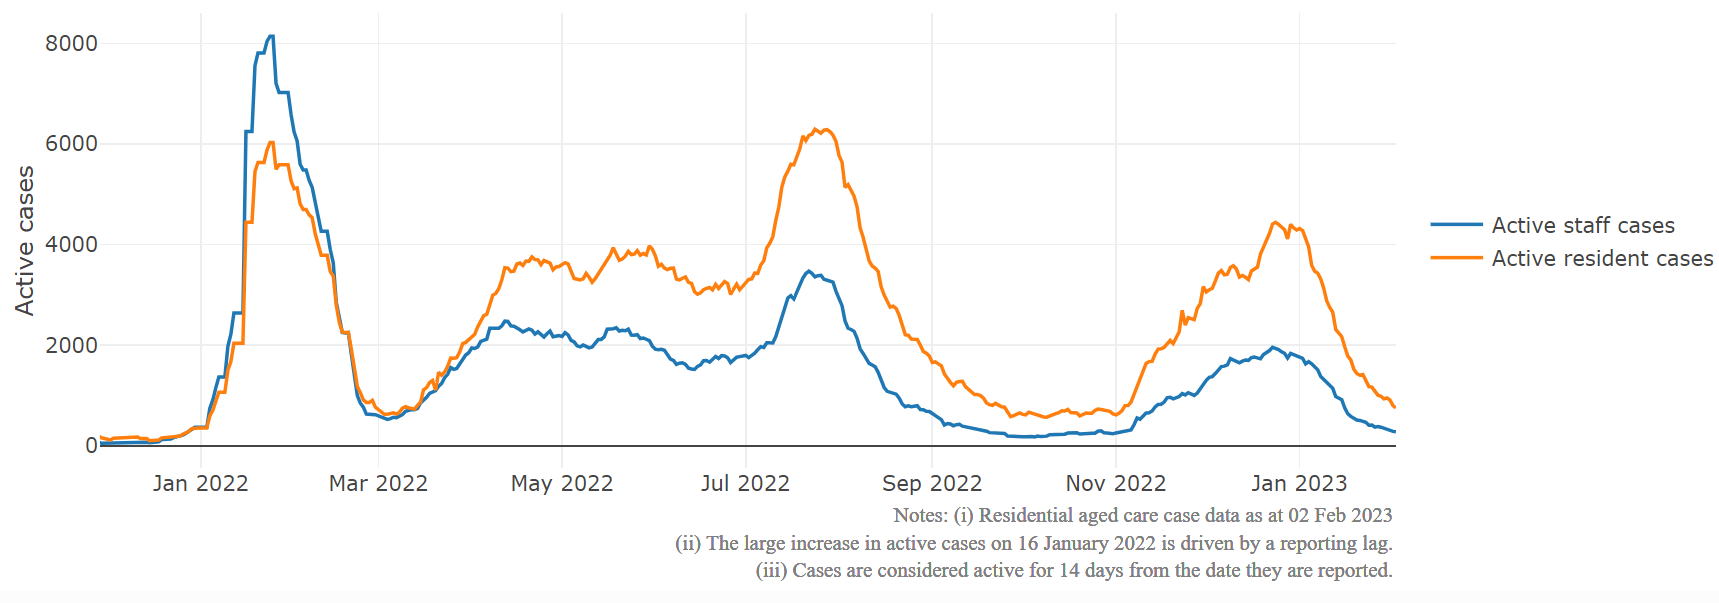 8000
6000
4000
2000
0
Active cases
Jan 2022
Mar 2022
May 2022
Jul 2022
Sep 2022
Nov 2022
Jan 2023
Active staff cases
Active resident cases
Notes: (i) Residential aged care case data as at 02 Feb 2023
(ii) The large increase in active cases on 16 January 2022 is driven by a reporting lag.
(iii) Cases are considered active for 14 days from the date they are reported.